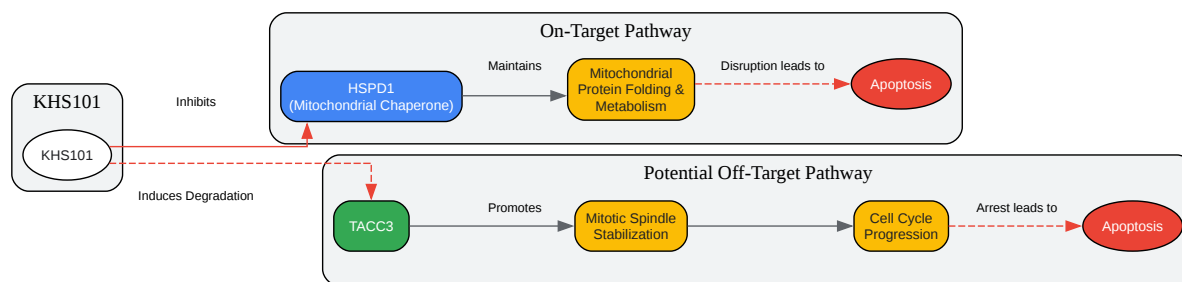 On-Target Pathway
KHS101
KHS101
Inhibits
Induces Degradation
HSPD1
(Mitochondrial Chaperone)
Maintains
Mitochondrial
Protein Folding &
Metabolism
Disruption leads to
Apoptosis
Potential Off-Target Pathway
TACC3
Promotes
Mitotic Spindle
Stabilization
Cell Cycle
Progression
Arrest leads to
Apoptosis